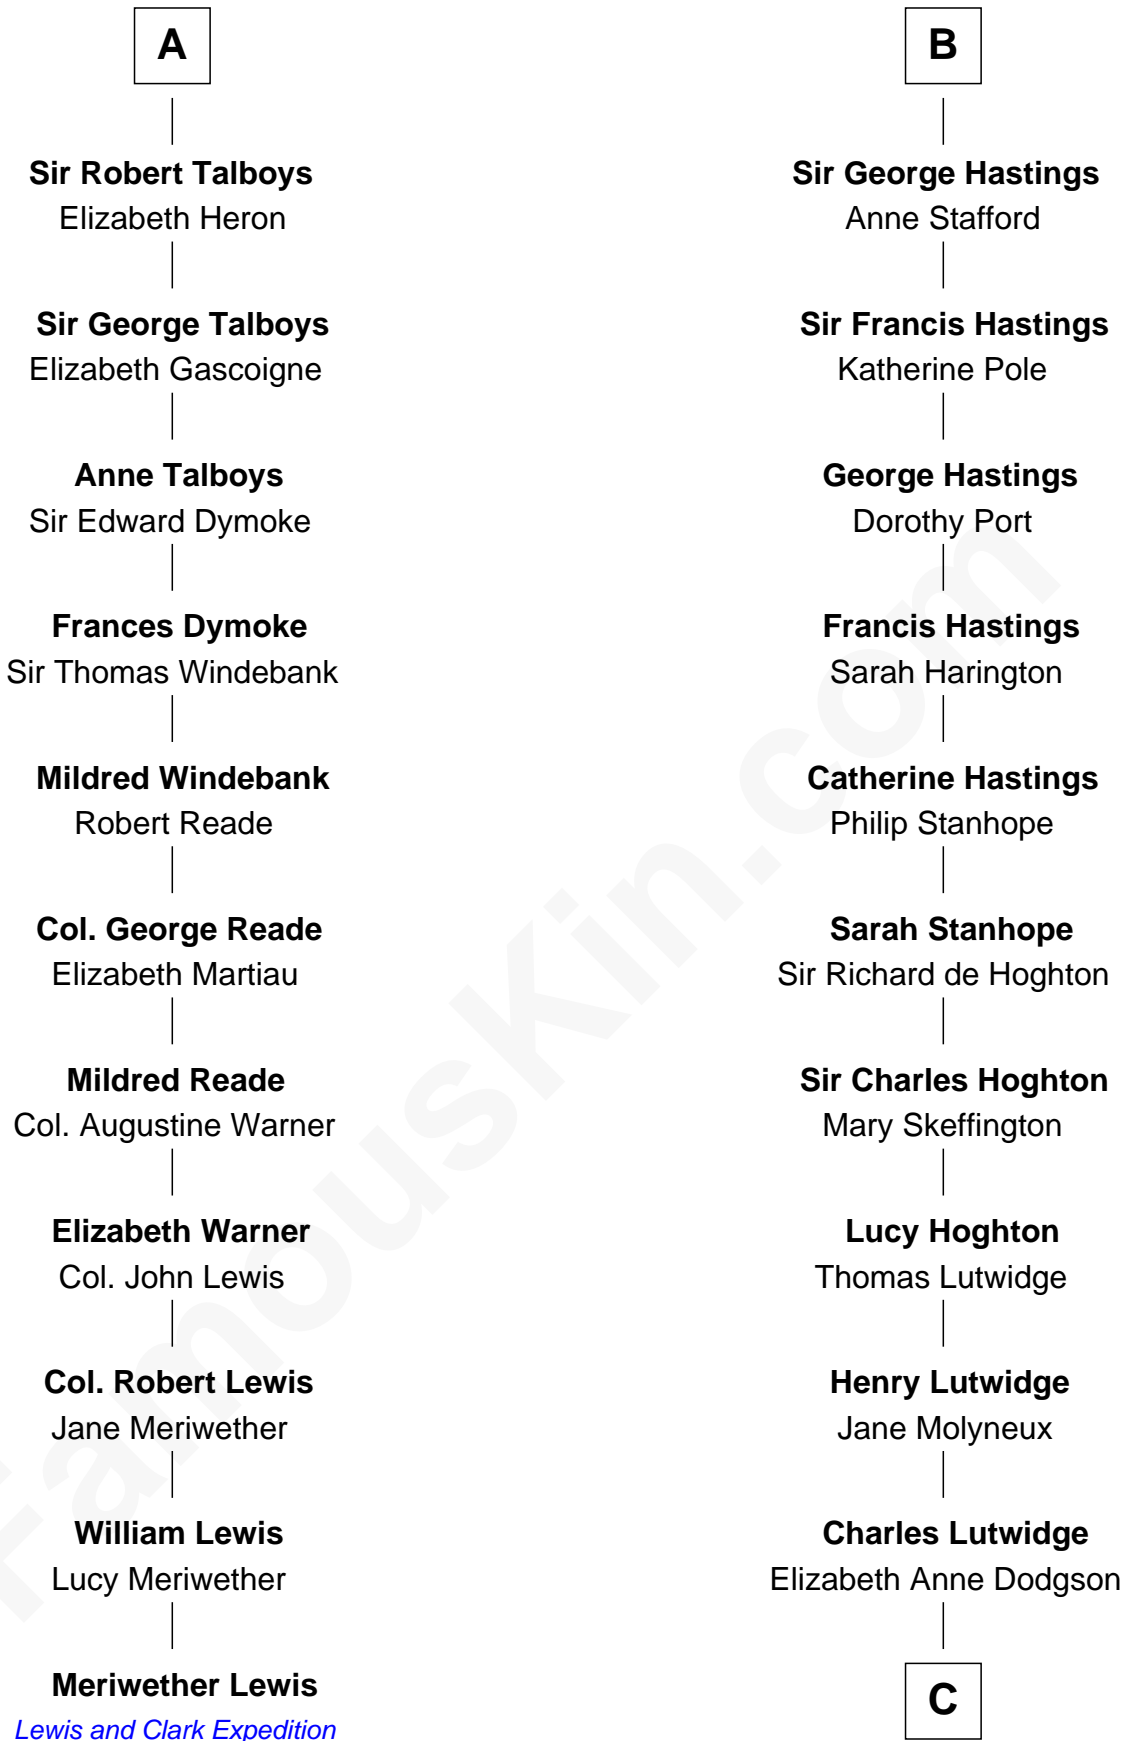 A
Sir Robert Talboys
Elizabeth Heron
Sir George Talboys
Elizabeth Gascoigne
Anne Talboys
Sir Edward Dymoke
Frances Dymoke
Sir Thomas Windebank
Mildred Windebank
Robert Reade
Col. George Reade
Elizabeth Martiau
Mildred Reade
Col. Augustine Warner
Elizabeth Warner
Col. John Lewis
Col. Robert Lewis
Jane Meriwether
William Lewis
Lucy Meriwether
Meriwether Lewis
Lewis and Clark Expedition
B
Sir George Hastings
Anne Stafford
Sir Francis Hastings
Katherine Pole
George Hastings
Dorothy Port
Francis Hastings
Sarah Harington
Catherine Hastings
Philip Stanhope
Sarah Stanhope
Sir Richard de Hoghton
Sir Charles Hoghton
Mary Skeffington
Lucy Hoghton
Thomas Lutwidge
Henry Lutwidge
Jane Molyneux
Charles Lutwidge
Elizabeth Anne Dodgson
C
FamousKin.com